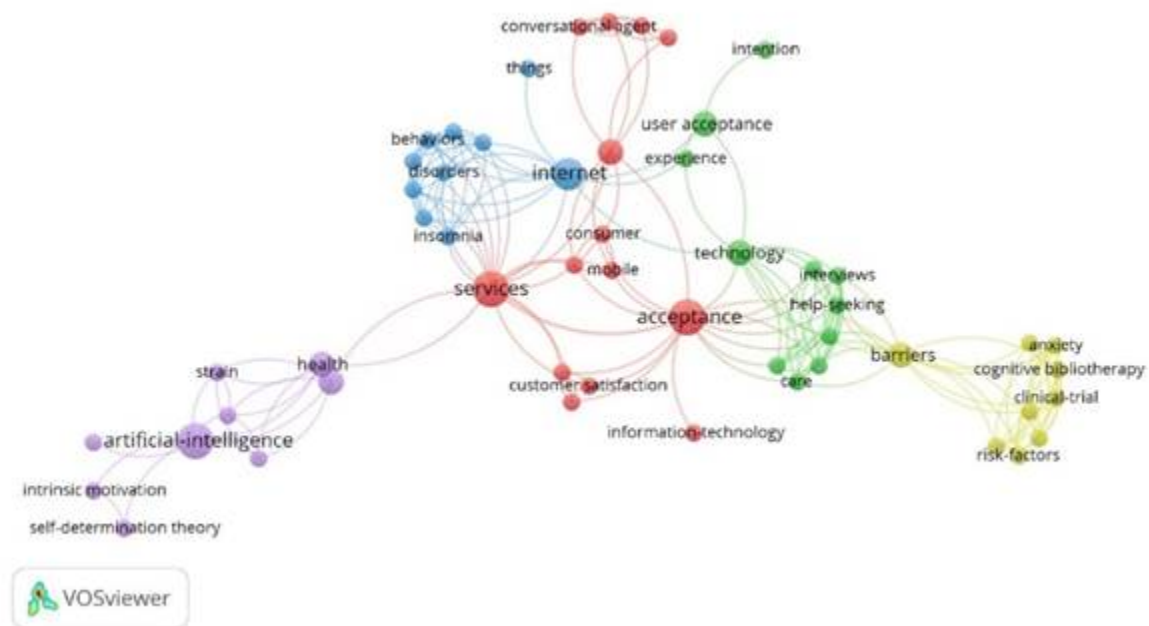 conversational agent
intention
things
user acceptance
behaviors
experience
disorders
internet
insomnia
consumer
technology
mobile
interviews
services
help-seeking
acceptance
anxiety
barriers
health
strain
cognitive bibliotherapy
care
customer satisfaction
clinical-trial
information-technology
artificial-intelligence
risk-factors
intrinsic motivation
self-determination theory
VOSviewer